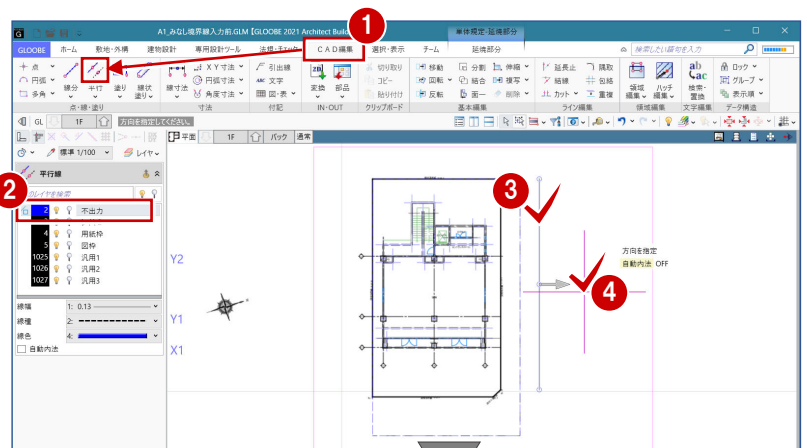 1
A1_みなし境界線入力前.GLM【GLOOBE 2021 Architect Buil
単体規定-延焼部分
GLOOBE ホーム 敷地・外構 建物設計 専用設計ツール 法規・チェック CAD編集 選択・表示 チーム 延焼部分 検索したい語句を入力
点 XY寸法 引出線 切り取り 移動 分割 伸縮 延長止 隅取 ロック
円弧 線分 平行 塗り 線状塗り 線寸法 円弧寸法 ABC 文字 変換 部品 コピー 回転 結合 複写 結線 包絡 領域編集 ハッチ編集 検索・置換 グループ
多角 角度寸法 図・表 貼り付け 反転 面一 削除 カット 重複 表示順
点・線・塗り 寸法 付記 IN・OUT クリップボード 基本編集 ライン編集 領域編集 文字編集 データ構造
GL 1F 方向を指定してください。
平面 1F バック 通常
標準 1/100 レイヤ
平行線
2
レイヤを検索
2 不出力
4 用紙枠
5 図枠
1025 汎用1
1026 汎用2
1027 汎用3
線幅 1: 0.13
線種 2:
線色 4:
自動内法
Y2
Y1
X1
3
方向を指定
自動内法 OFF
4